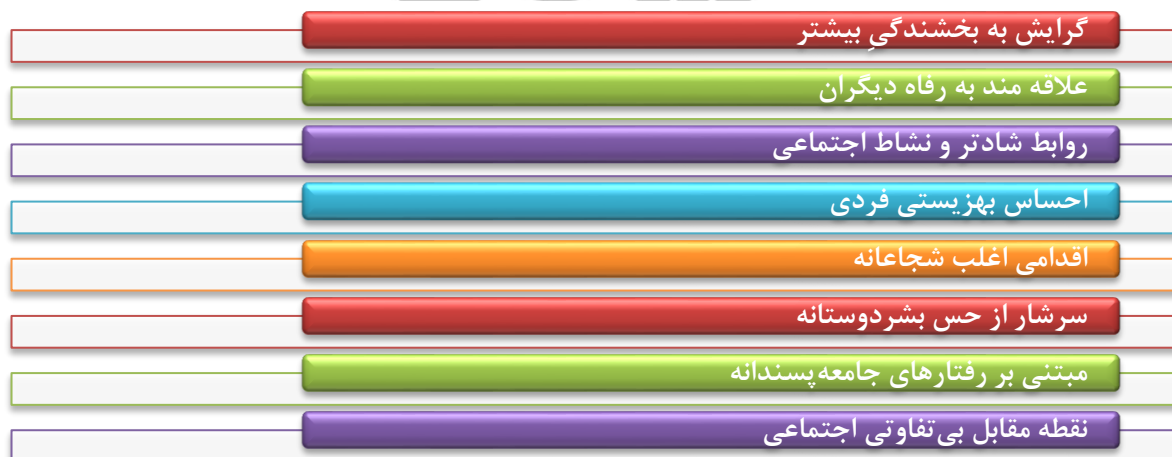 گرایش به بخشندگیِ بیشتر
علاقه مند به رفاه دیگران
روابط شادتر و نشاط اجتماعی
احساس بهزیستی فردی
اقدامی اغلب شجاعانه
سرشار از حس بشردوستانه
مبتنی بر رفتارهای جامعه‌پسندانه
نقطه مقابل بی‌تفاوتی اجتماعی